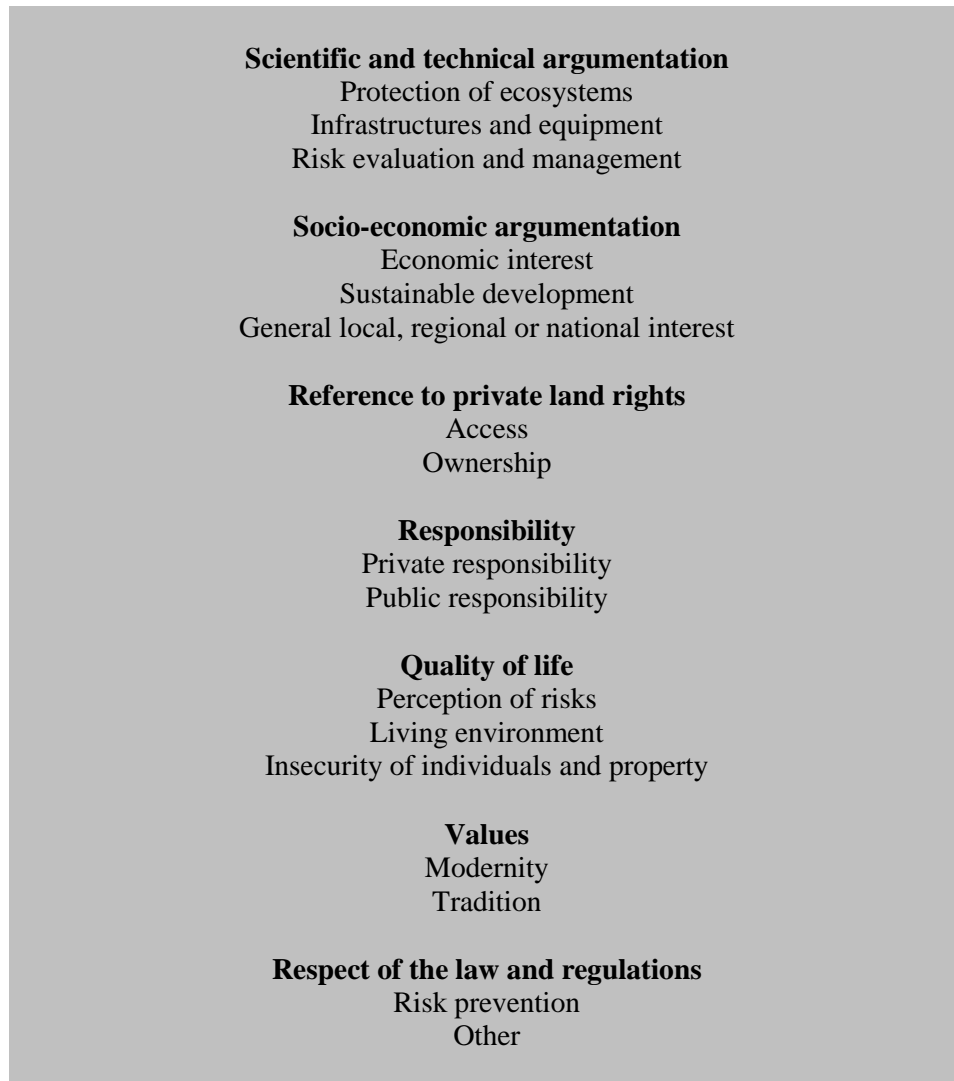 Scientific and technical argumentation
Protection of ecosystems
Infrastructures and equipment
Risk evaluation and management
Socio-economic argumentation
Economic interest
Sustainable development
General local, regional or national interest
Reference to private land rights
Access
Ownership
Responsibility
Private responsibility
Public responsibility
Quality of life
Perception of risks
Living environment
Insecurity of individuals and property
Values
Modernity
Tradition
Respect of the law and regulations
Risk prevention
Other